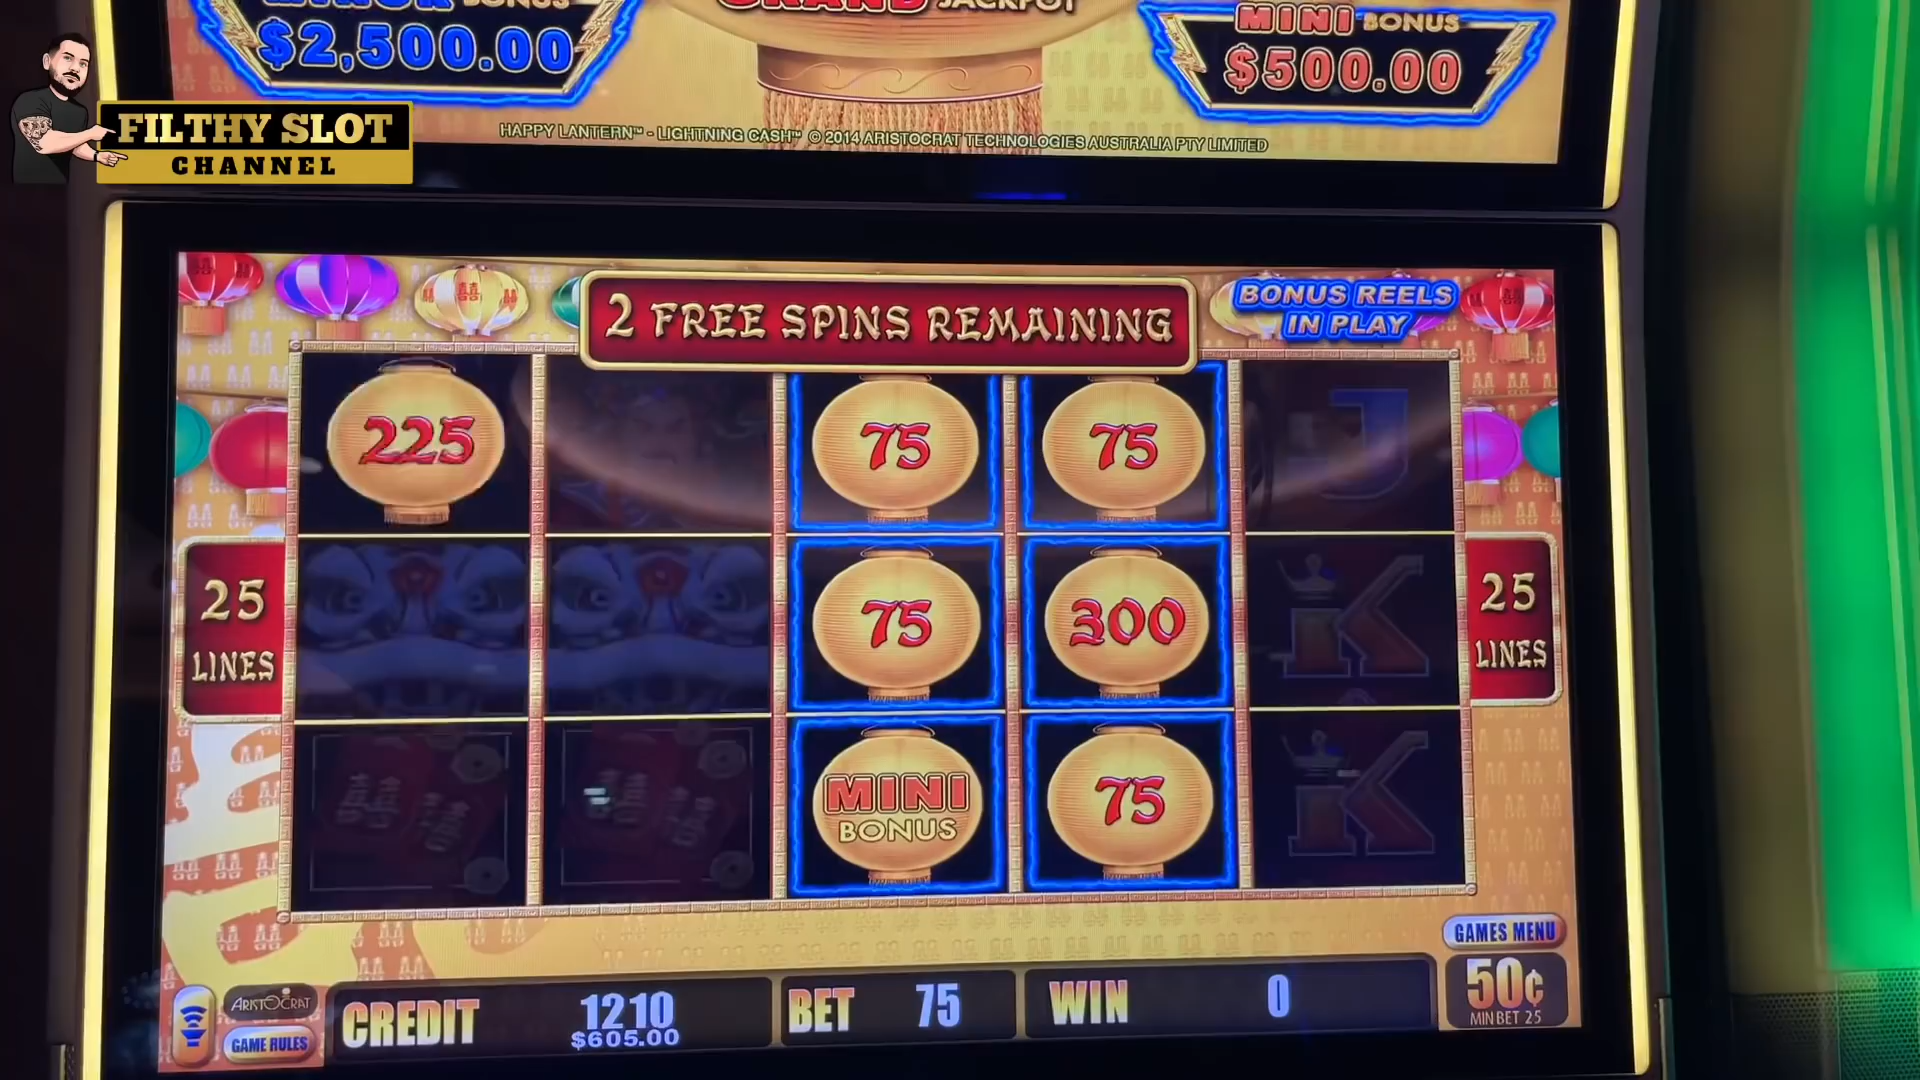 BONUS
$2,500.00
GRAND JACKPOT
MINI BONUS
$500.00
FILTHY SLOT
CHANNEL
HAPPY LANTERN™ - LIGHTNING CASH™ © 2014 ARISTOCRAT TECHNOLOGIES AUSTRALIA PTY LIMITED
2 FREE SPINS REMAINING
BONUS REELS
IN PLAY
225
75
75
J
25
LINES
75
300
K
25
LINES
MINI
BONUS
75
K
GAMES MENU
ARISTOCRAT
GAME RULES
CREDIT
1210
$605.00
BET
75
WIN
0
50¢
MIN BET 25